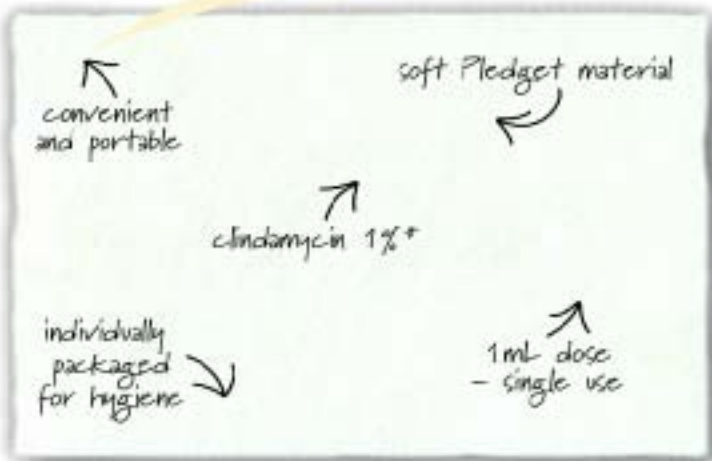 convenient
and portable
soft Pledget material
clindamycin 1%*
individually
packaged
for hygiene
1mL dose
- single use